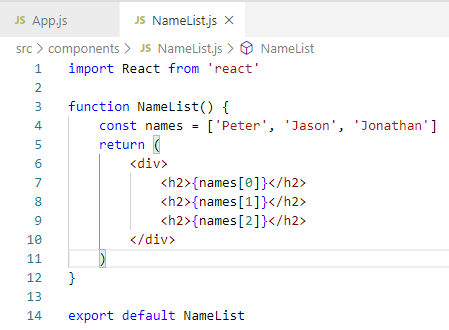 JS App.js JS NameList.js ×
src > components > JS NameList.js > NameList
1 import React from 'react'
2
3 function NameList() {
4 const names = ['Peter', 'Jason', 'Jonathan']
5 return (
6 <div>
7 <h2>{names[0]}</h2>
8 <h2>{names[1]}</h2>
9 <h2>{names[2]}</h2>
10 </div>
11 )
12 }
13
14 export default NameList